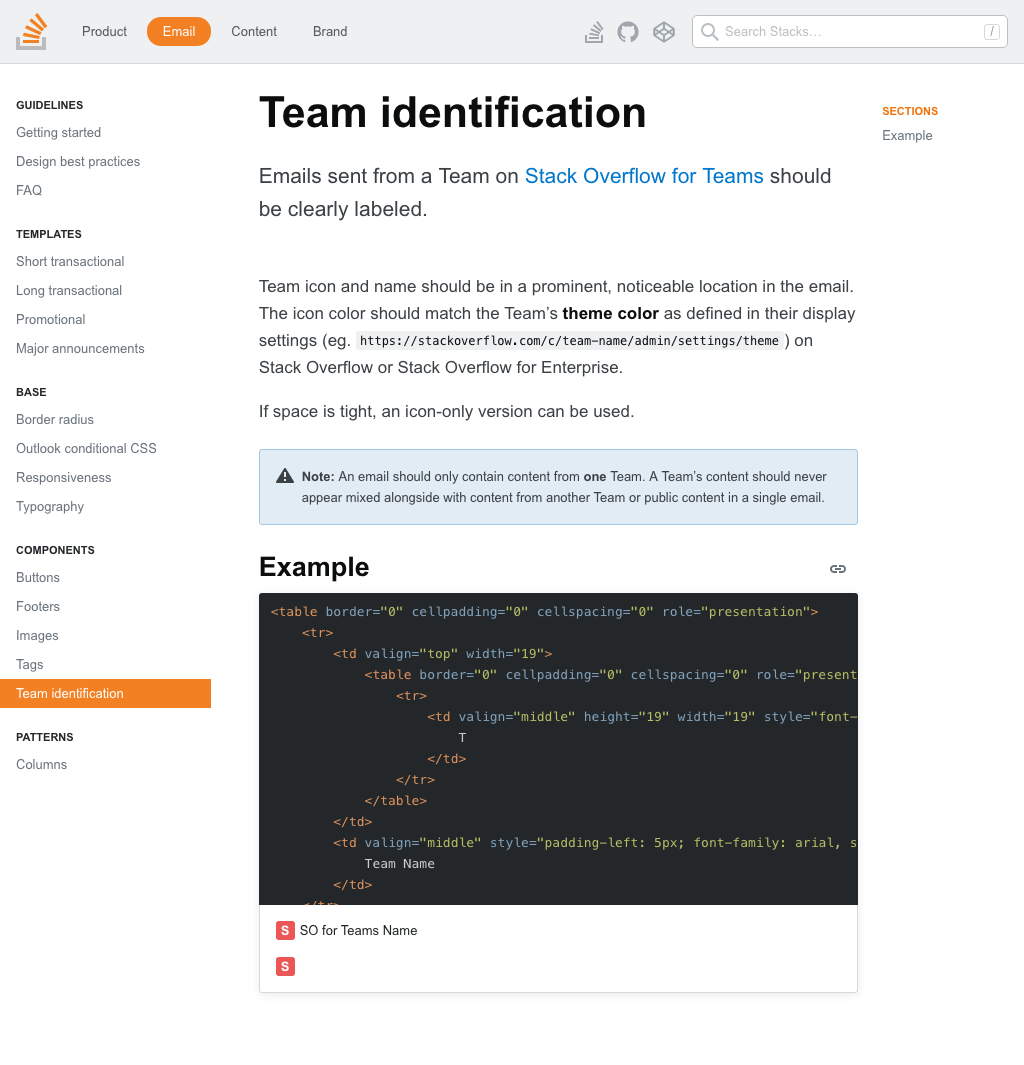 Product
Email
Content
Brand
Search Stacks…
/
GUIDELINES
Getting started
Design best practices
FAQ
TEMPLATES
Short transactional
Long transactional
Promotional
Major announcements
BASE
Border radius
Outlook conditional CSS
Responsiveness
Typography
COMPONENTS
Buttons
Footers
Images
Tags
Team identification
PATTERNS
Columns
Team identification
Emails sent from a Team on Stack Overflow for Teams should
be clearly labeled.
Team icon and name should be in a prominent, noticeable location in the email.
The icon color should match the Team’s theme color as defined in their display
settings (eg. https://stackoverflow.com/c/team-name/admin/settings/theme ) on
Stack Overflow or Stack Overflow for Enterprise.
If space is tight, an icon-only version can be used.
Note: An email should only contain content from one Team. A Team’s content should never
appear mixed alongside with content from another Team or public content in a single email.
Example
<table border="0" cellpadding="0" cellspacing="0" role="presentation">
<tr>
<td valign="top" width="19">
<table border="0" cellpadding="0" cellspacing="0" role="present
<tr>
<td valign="middle" height="19" width="19" style="font-
T
</td>
</tr>
</table>
</td>
<td valign="middle" style="padding-left: 5px; font-family: arial, s
Team Name
</td>
</tr>
S SO for Teams Name
S
SECTIONS
Example